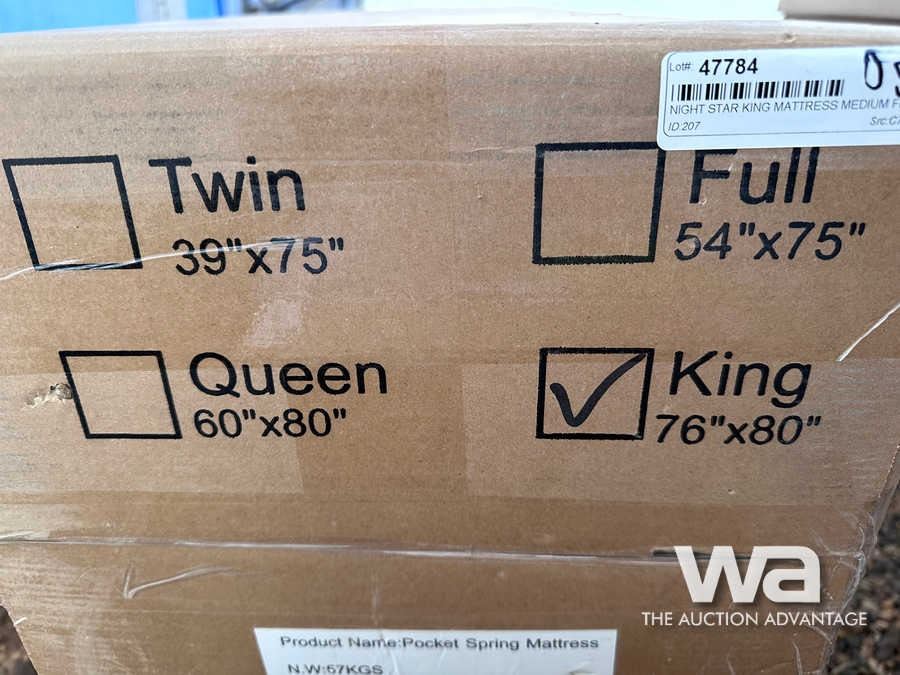 Lot#: 47784
NIGHT STAR KING MATTRESS MEDIUM
ID:207
Twin
39"x75"
Full
54"x75"
Queen
60"x80"
King
76"x80"
wa
THE AUCTION ADVANTAGE
Product Name:Pocket Spring Mattress
N.W:57KGS